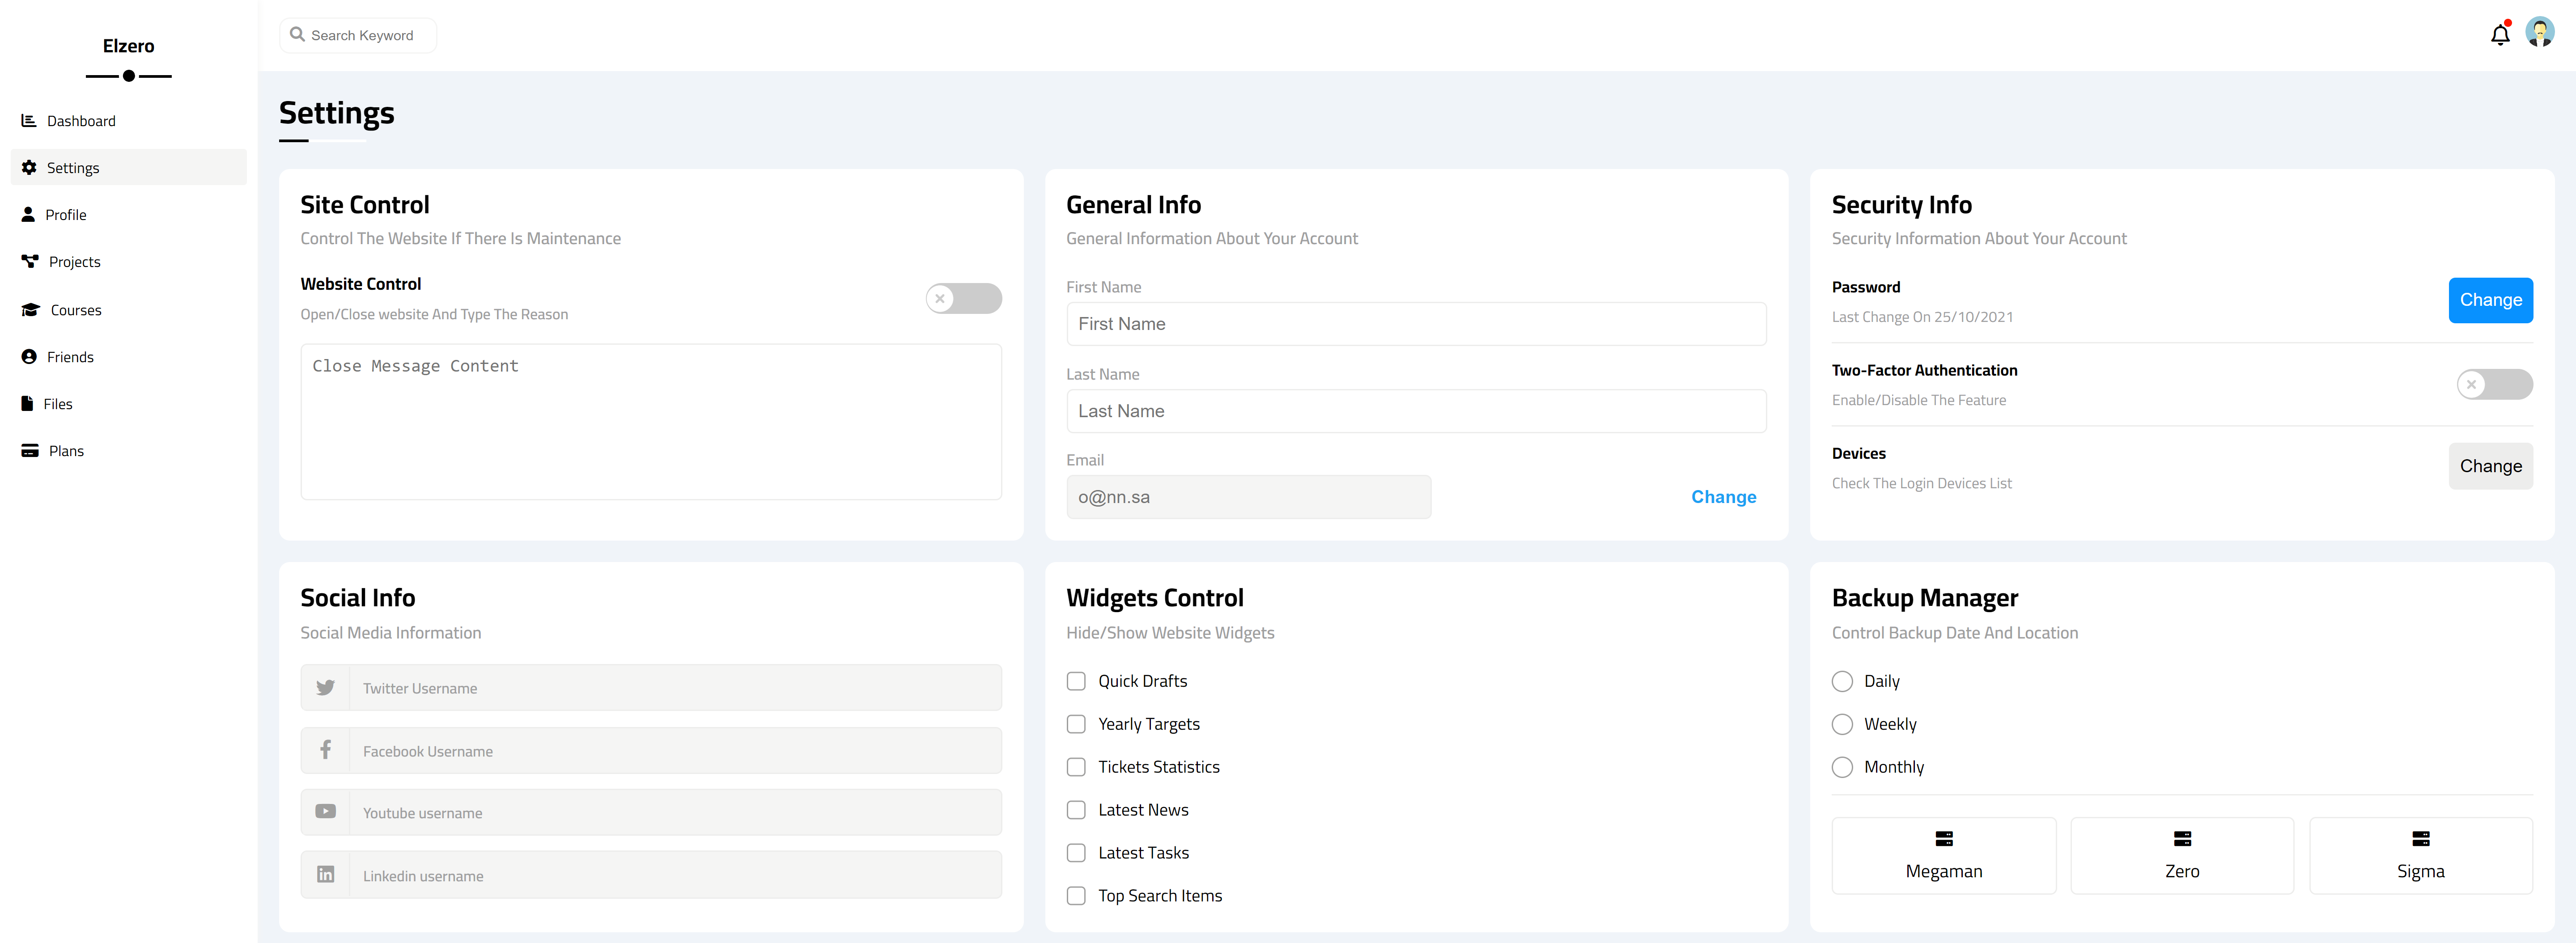 Elzero
Dashboard
Settings
Profile
Projects
Courses
Friends
Files
Plans
Search Keyword
Settings
Site Control
Control The Website If There Is Maintenance
Website Control
Open/Close website And Type The Reason
Close Message Content
General Info
General Information About Your Account
First Name
First Name
Last Name
Last Name
Email
o@nn.sa
Change
Security Info
Security Information About Your Account
Password
Last Change On 25/10/2021
Change
Two-Factor Authentication
Enable/Disable The Feature
Devices
Check The Login Devices List
Change
Social Info
Social Media Information
Twitter Username
Facebook Username
Youtube username
Linkedin username
Widgets Control
Hide/Show Website Widgets
Quick Drafts
Yearly Targets
Tickets Statistics
Latest News
Latest Tasks
Top Search Items
Backup Manager
Control Backup Date And Location
Daily
Weekly
Monthly
Megaman
Zero
Sigma